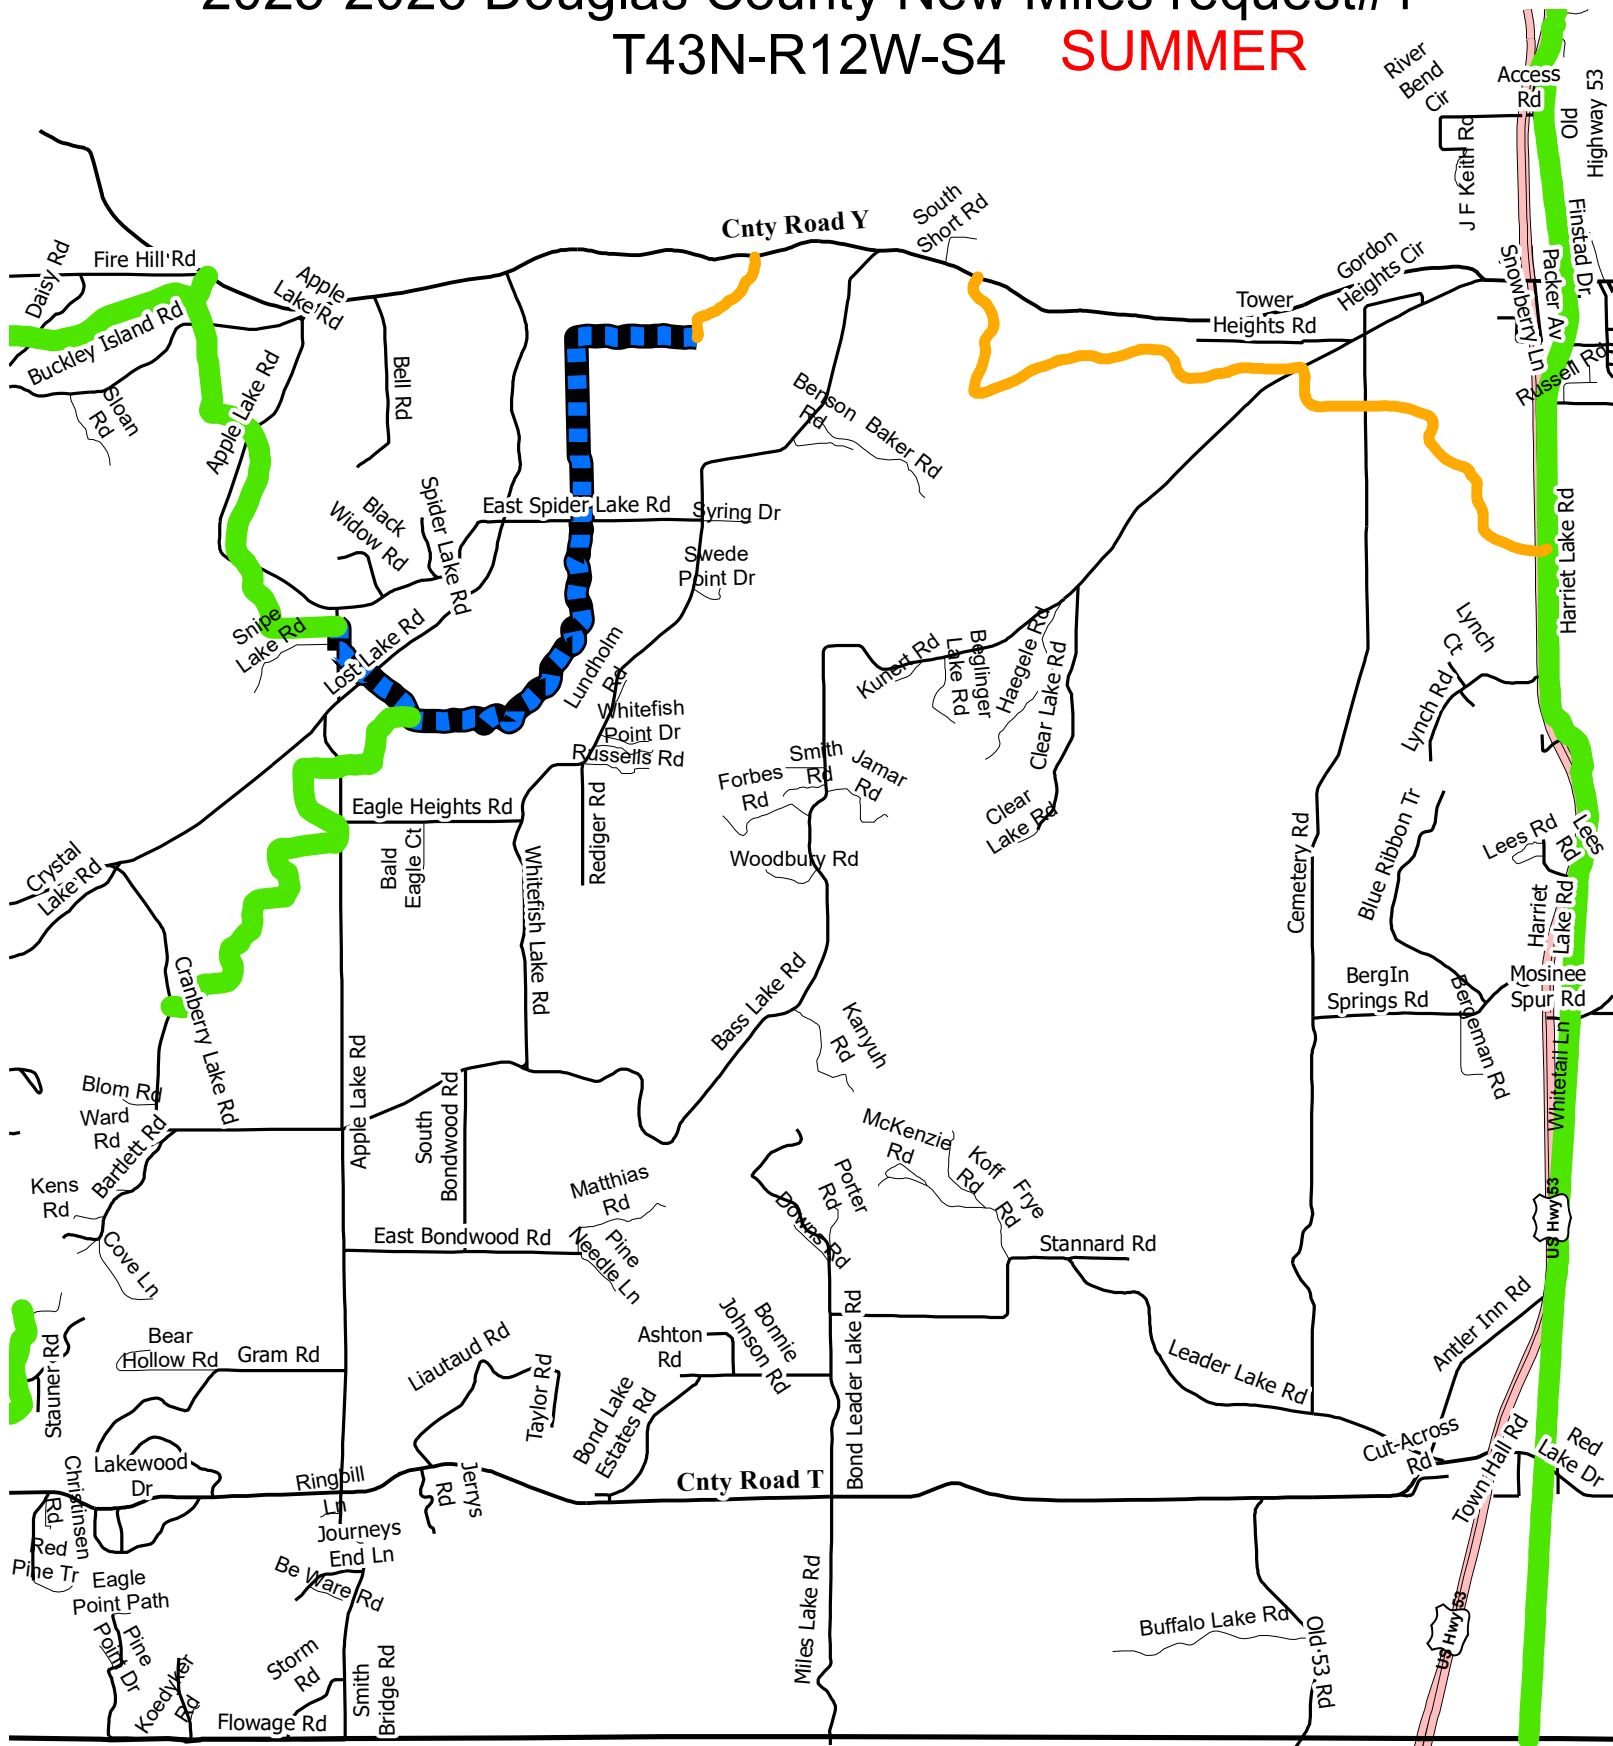 2025-2026 Douglas County New Miles request#1
T43N-R12W-S4 SUMMER
River
Bend
Cir
Access
Rd
Old
Highway 53
J F Keith Rd
South
Short Rd
Cnty Road Y
Fire Hill Rd
Daisy Rd
Apple
Lake Rd
Buckley Island Rd
Gordon
Heights Cir
Tower
Heights Rd
Snowberry Ln
Packer Av
Finstad Dr
Russell Rd
Sloan
Rd
Apple Lake Rd
Bell Rd
Benson
Rd
Baker Rd
Black
Widow Rd
Spider Lake Rd
East Spider Lake Rd
Syring Dr
Swede
Point Dr
Harriet Lake Rd
Snipe
Lake Rd
Lost Lake Rd
Lundholm
Rd
Kunert Rd
Beglinger
Lake Rd
Haegele Rd
Clear Lake Rd
Lynch
Ct
Lynch Rd
Whitefish
Point Dr
Russells Rd
Smith
Rd
Forbes
Rd
Jamar
Rd
Clear
Lake Rd
Eagle Heights Rd
Bald
Eagle Ct
Rediger Rd
Woodbury Rd
Cemetery Rd
Blue Ribbon Tr
Lees Rd
Lees
Rd
Crystal
Lake Rd
Whitefish Lake Rd
Harriet
Lake Rd
Cranberry Lake Rd
Bass Lake Rd
BergIn
Springs Rd
Mosinee
Spur Rd
Bergeman Rd
Kanyuh
Rd
Whitetail Ln
Blom Rd
Ward
Rd
Bartlett Rd
Apple Lake Rd
South
Bondwood Rd
McKenzie
Rd
Koff
Rd
Frye
Rd
Kens
Rd
Matthias
Rd
Porter
Rd
Downs Rd
US Hwy 53
Cove Ln
East Bondwood Rd
Pine
Needle Ln
Stannard Rd
Stauner Rd
Bear
Hollow Rd
Gram Rd
Liautaud Rd
Taylor Rd
Ashton
Rd
Bonnie
Johnson Rd
Bond Leader Lake Rd
Antler Inn Rd
Leader Lake Rd
Bond Lake
Estates Rd
Cut-Across
Rd
Town Hall Rd
Red
Lake Dr
Lakewood
Dr
Christinsen
Rd
Ringbill
Ln
Jerrys
Rd
Cnty Road T
Red
Pine Tr
Journeys
End Ln
Be Ware Rd
Eagle
Point Path
Pine
Point Dr
Koedyker
Rd
Storm
Rd
Smith
Bridge Rd
Flowage Rd
Miles Lake Rd
Buffalo Lake Rd
Old 53 Rd
US Hwy 53